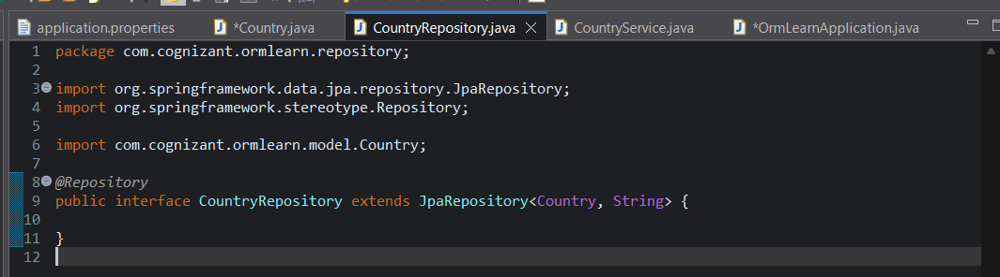 application.properties *Country.java CountryRepository.java CountryService.java *OrmLearnApplication.java
1 package com.cognizant.ormlearn.repository;
2
3 import org.springframework.data.jpa.repository.JpaRepository;
4 import org.springframework.stereotype.Repository;
5
6 import com.cognizant.ormlearn.model.Country;
7
8 @Repository
9 public interface CountryRepository extends JpaRepository<Country, String> {
10
11 }
12